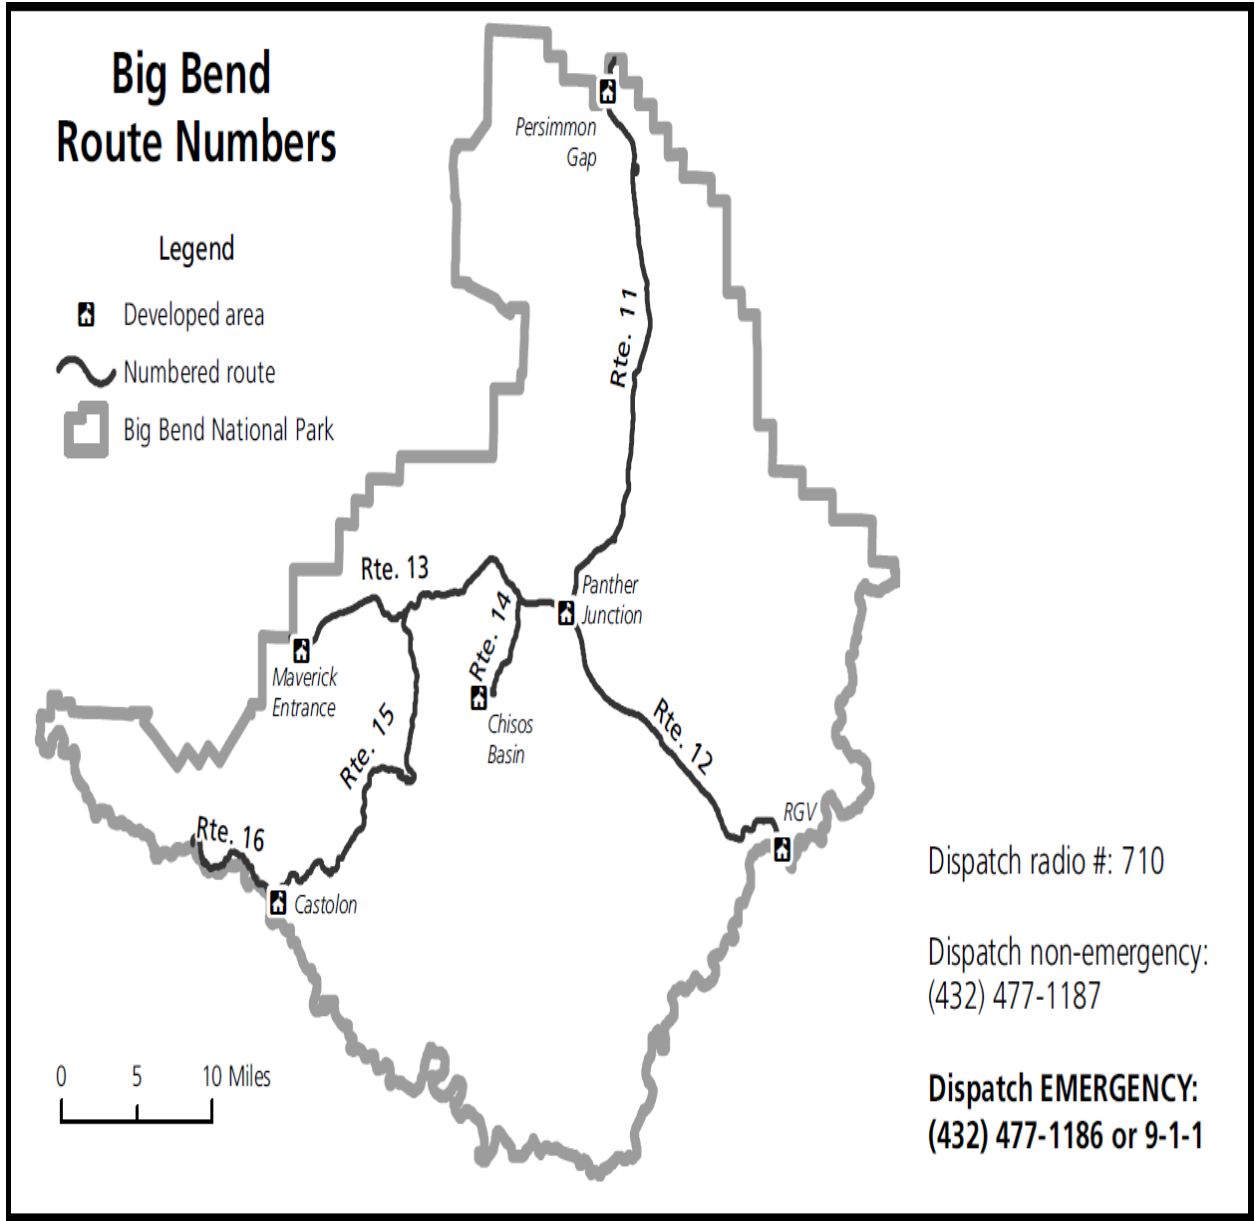 Big Bend
Route Numbers
Legend
Developed area
Numbered route
Big Bend National Park
Persimmon
Gap
Rte. 11
Rte. 13
Panther
Junction
Rte. 14
Maverick
Entrance
Chisos
Basin
Rte. 15
Rte. 12
RGV
Rte. 16
Castolon
Dispatch radio #: 710
Dispatch non-emergency:
(432) 477-1187
0 5 10 Miles
Dispatch EMERGENCY:
(432) 477-1186 or 9-1-1